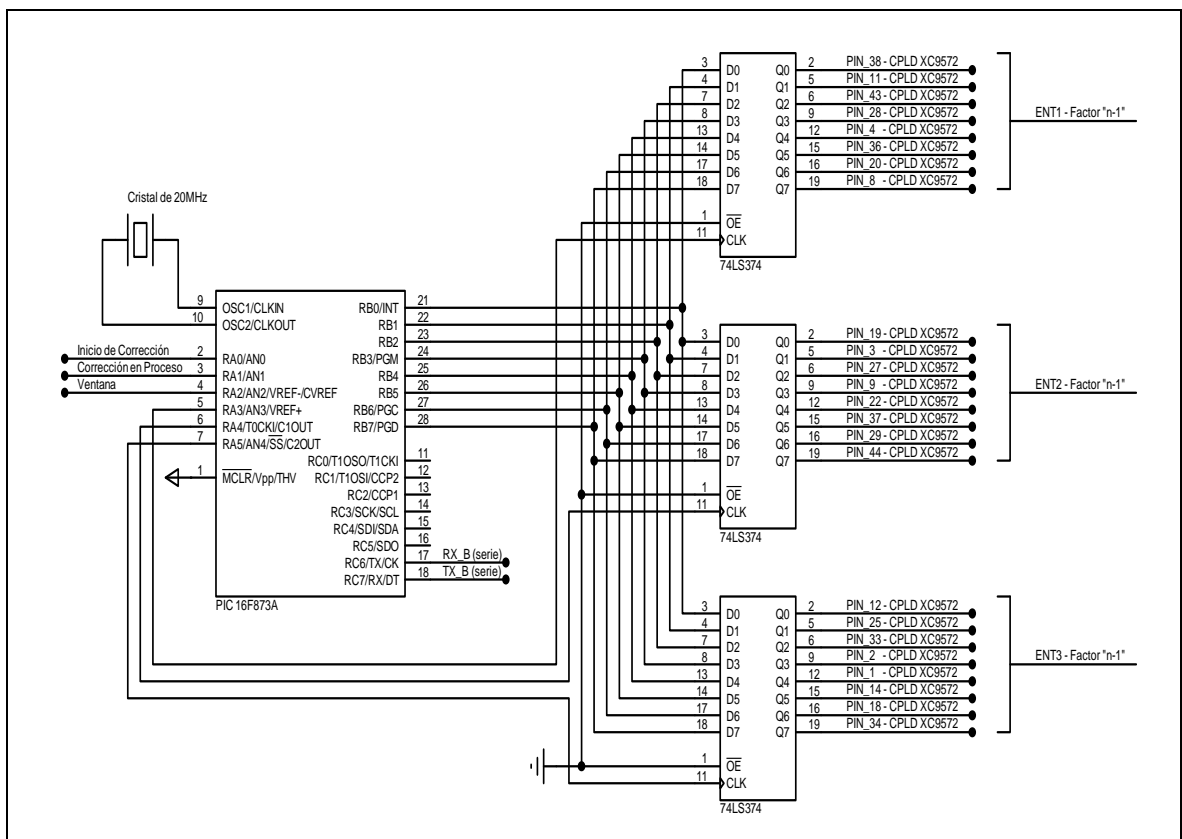 Cristal de 20MHz
9 OSC1/CLKIN
10 OSC2/CLKOUT
Inicio de Corrección 2 RA0/AN0
Corrección en Proceso 3 RA1/AN1
Ventana 4 RA2/AN2/VREF-/CVREF
5 RA3/AN3/VREF+
6 RA4/T0CKI/C1OUT
7 RA5/AN4/SS/C2OUT
1 MCLR/Vpp/THV
RB0/INT 21
RB1 22
RB2 23
RB3/PGM 24
RB4 25
RB5 26
RB6/PGC 27
RB7/PGD 28
RC0/T1OSO/T1CKI 11
RC1/T1OSI/CCP2 12
RC2/CCP1 13
RC3/SCK/SCL 14
RC4/SDI/SDA 15
RC5/SDO 16
RC6/TX/CK 17 RX_B (serie)
RC7/RX/DT 18 TX_B (serie)
PIC 16F873A
3 D0 Q0 2 PIN_38 - CPLD XC9572
4 D1 Q1 5 PIN_11 - CPLD XC9572
7 D2 Q2 6 PIN_43 - CPLD XC9572
8 D3 Q3 9 PIN_28 - CPLD XC9572
13 D4 Q4 12 PIN_4 - CPLD XC9572
14 D5 Q5 15 PIN_36 - CPLD XC9572
17 D6 Q6 16 PIN_20 - CPLD XC9572
18 D7 Q7 19 PIN_8 - CPLD XC9572
1 OE
11 CLK
74LS374
ENT1 - Factor "n-1"
3 D0 Q0 2 PIN_19 - CPLD XC9572
4 D1 Q1 5 PIN_3 - CPLD XC9572
7 D2 Q2 6 PIN_27 - CPLD XC9572
8 D3 Q3 9 PIN_9 - CPLD XC9572
13 D4 Q4 12 PIN_22 - CPLD XC9572
14 D5 Q5 15 PIN_37 - CPLD XC9572
17 D6 Q6 16 PIN_29 - CPLD XC9572
18 D7 Q7 19 PIN_44 - CPLD XC9572
1 OE
11 CLK
74LS374
ENT2 - Factor "n-1"
3 D0 Q0 2 PIN_12 - CPLD XC9572
4 D1 Q1 5 PIN_25 - CPLD XC9572
7 D2 Q2 6 PIN_33 - CPLD XC9572
8 D3 Q3 9 PIN_2 - CPLD XC9572
13 D4 Q4 12 PIN_1 - CPLD XC9572
14 D5 Q5 15 PIN_14 - CPLD XC9572
17 D6 Q6 16 PIN_18 - CPLD XC9572
18 D7 Q7 19 PIN_34 - CPLD XC9572
1 OE
11 CLK
74LS374
ENT3 - Factor "n-1"